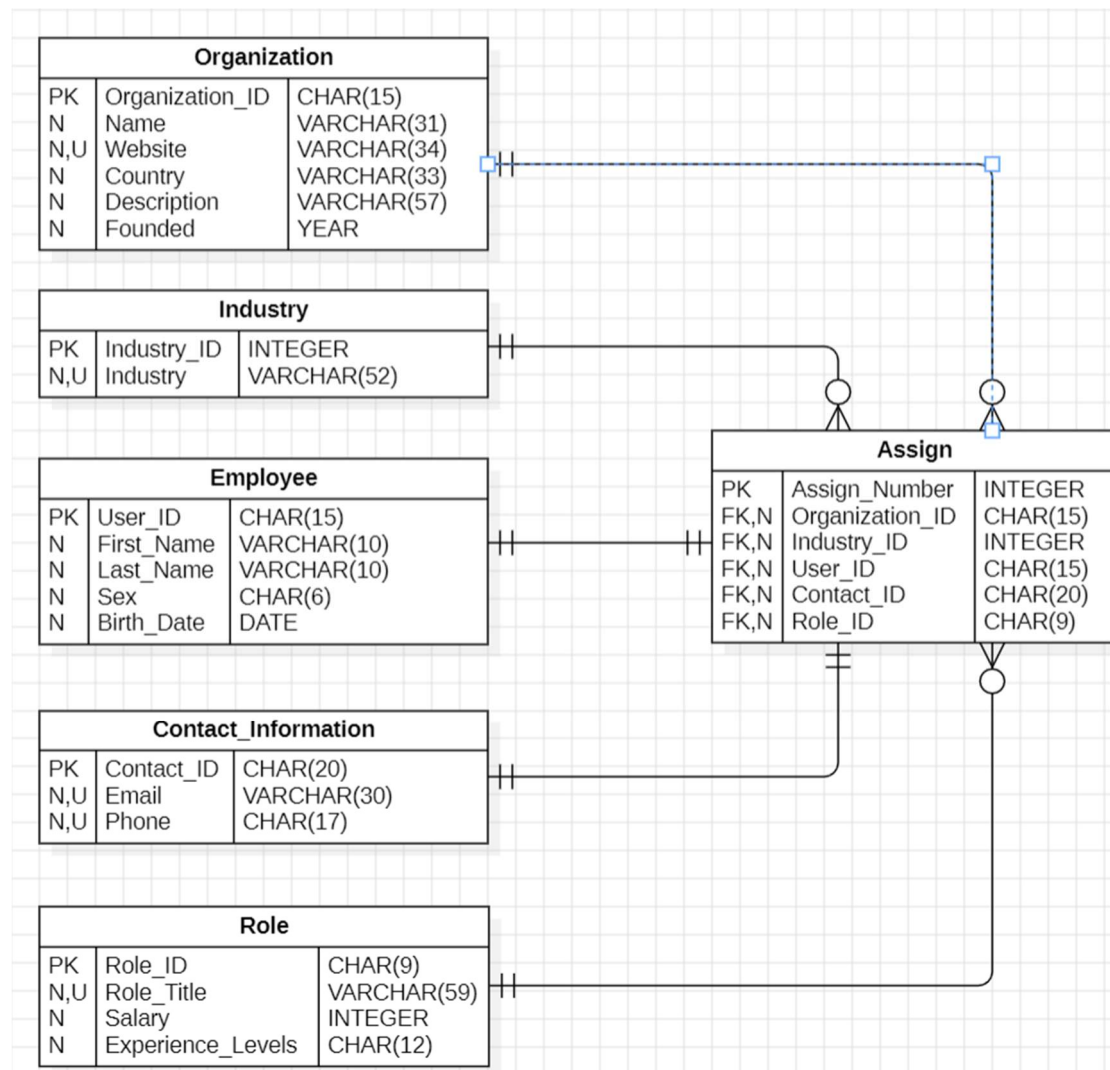 Organization
PK Organization_ID CHAR(15)
N Name VARCHAR(31)
N,U Website VARCHAR(34)
N Country VARCHAR(33)
N Description VARCHAR(57)
N Founded YEAR
Industry
PK Industry_ID INTEGER
N,U Industry VARCHAR(52)
Employee
PK User_ID CHAR(15)
N First_Name VARCHAR(10)
N Last_Name VARCHAR(10)
N Sex CHAR(6)
N Birth_Date DATE
Assign
PK Assign_Number INTEGER
FK,N Organization_ID CHAR(15)
FK,N Industry_ID INTEGER
FK,N User_ID CHAR(15)
FK,N Contact_ID CHAR(20)
FK,N Role_ID CHAR(9)
Contact_Information
PK Contact_ID CHAR(20)
N,U Email VARCHAR(30)
N,U Phone CHAR(17)
Role
PK Role_ID CHAR(9)
N,U Role_Title VARCHAR(59)
N Salary INTEGER
N Experience_Levels CHAR(12)